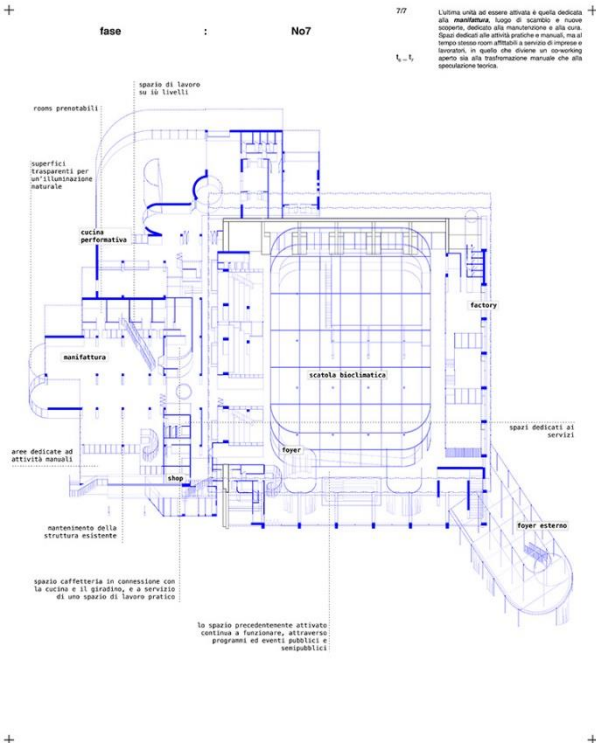 7/7
fase : No7
L'ultima unità ad essere attivata è quella dedicata
alla manifattura, luogo di scambio e nuove
scoperte, dedicato alla manutenzione e alla cura.
Spazi dedicati alle attività pratiche e manuali, ma al
tempo stesso room affittabili a servizio di imprese e
lavoratori, in quello che diviene un co-working
aperto sia alla trasfromazione manuale che alla
speculazione teorica.
spazio di lavoro
su iù livelli
rooms prenotabili
superfici
trasparenti per
un'illuminazione
naturale
cucina
performativa
factory
manifattura
scatola bioclimatica
spazi dedicati ai
servizi
foyer
aree dedicate ad
attività manuali
shop
foyer esterno
mantenimento della
struttura esistente
spazio caffetteria in connessione con
la cucina e il giradino, e a servizio
di uno spazio di lavoro pratico
lo spazio precedentemente attivato
continua a funzionare, attraverso
programmi ed eventi pubblici e
semipubblici